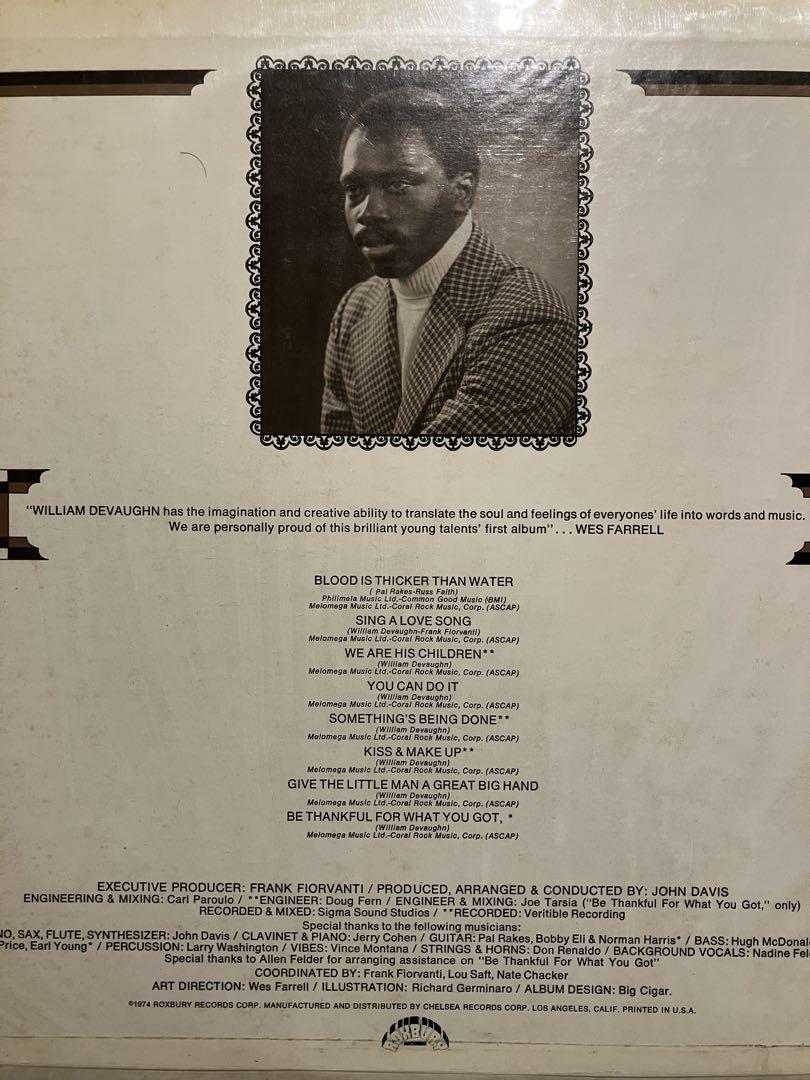 "WILLIAM DEVAUGHN has the imagination and creative ability to translate the soul and feelings of everyones' life into words and music.
We are personally proud of this brilliant young talents' first album" . . . WES FARRELL
BLOOD IS THICKER THAN WATER
( Pal Rakes-Russ Faith)
Philmela Music Ltd.-Common Good Music (BMI)
Melomega Music Ltd.-Coral Rock Music, Corp. (ASCAP)
SING A LOVE SONG
(William Devaughn-Frank Fiorvanti)
Melomega Music Ltd.-Coral Rock Music, Corp. (ASCAP)
WE ARE HIS CHILDREN**
(William Devaughn)
Melomega Music Ltd.-Coral Rock Music, Corp. (ASCAP)
YOU CAN DO IT
(William Devaughn)
Melomega Music Ltd.-Coral Rock Music, Corp. (ASCAP)
SOMETHING'S BEING DONE**
(William Devaughn)
Melomega Music Ltd.-Coral Rock Music, Corp. (ASCAP)
KISS & MAKE UP**
(William Devaughn)
Melomega Music Ltd.-Coral Rock Music, Corp. (ASCAP)
GIVE THE LITTLE MAN A GREAT BIG HAND
(William Devaughn)
Melomega Music Ltd.-Coral Rock Music, Corp. (ASCAP)
BE THANKFUL FOR WHAT YOU GOT, *
(William Devaughn)
Melomega Music Ltd.-Coral Rock Music, Corp. (ASCAP)
EXECUTIVE PRODUCER: FRANK FIORVANTI / PRODUCED, ARRANGED & CONDUCTED BY: JOHN DAVIS
ENGINEERING & MIXING: Carl Paroulo / **ENGINEER: Doug Fern / ENGINEER & MIXING: Joe Tarsia ("Be Thankful For What You Got," only)
RECORDED & MIXED: Sigma Sound Studios / **RECORDED: Veritible Recording
Special thanks to the following musicians:
NO, SAX, FLUTE, SYNTHESIZER: John Davis / CLAVINET & PIANO: Jerry Cohen / GUITAR: Pal Rakes, Bobby Eli & Norman Harris* / BASS: Hugh McDonal
Price, Earl Young* / PERCUSSION: Larry Washington / VIBES: Vince Montana / STRINGS & HORNS: Don Renaldo / BACKGROUND VOCALS: Nadine Fel
Special thanks to Allen Felder for arranging assistance on "Be Thankful For What You Got"
COORDINATED BY: Frank Fiorvanti, Lou Saft, Nate Chacker
ART DIRECTION: Wes Farrell / ILLUSTRATION: Richard Germinaro / ALBUM DESIGN: Big Cigar.
©1974 ROXBURY RECORDS CORP. MANUFACTURED AND DISTRIBUTED BY CHELSEA RECORDS CORP. LOS ANGELES, CALIF. PRINTED IN U.S.A.
ROXBURY